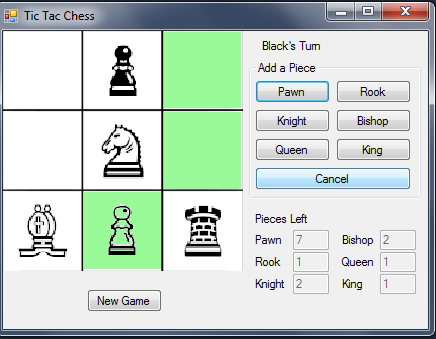 Tic Tac Chess
Black's Turn
Add a Piece
Pawn Rook
Knight Bishop
Queen King
Cancel
Pieces Left
Pawn 7 Bishop 2
Rook 1 Queen 1
Knight 2 King 1
New Game